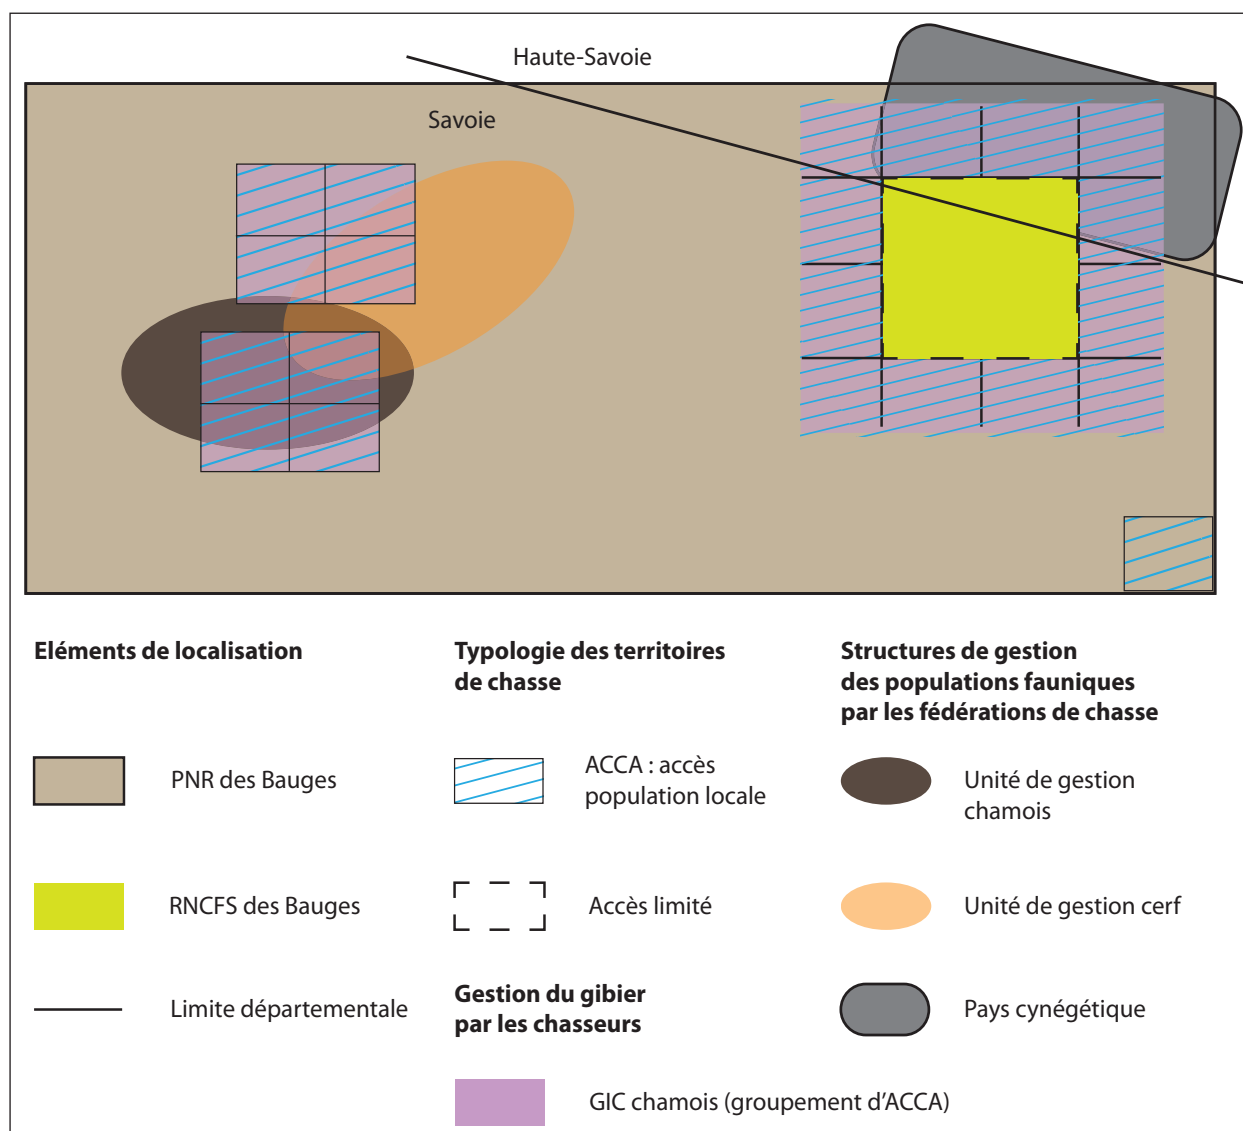 Haute-Savoie
Savoie
Eléments de localisation
PNR des Bauges
RNCFS des Bauges
Limite départementale
Typologie des territoires
de chasse
ACCA : accès
population locale
Accès limité
Gestion du gibier
par les chasseurs
GIC chamois (groupement d'ACCA)
Structures de gestion
des populations fauniques
par les fédérations de chasse
Unité de gestion
chamois
Unité de gestion cerf
Pays cynégétique